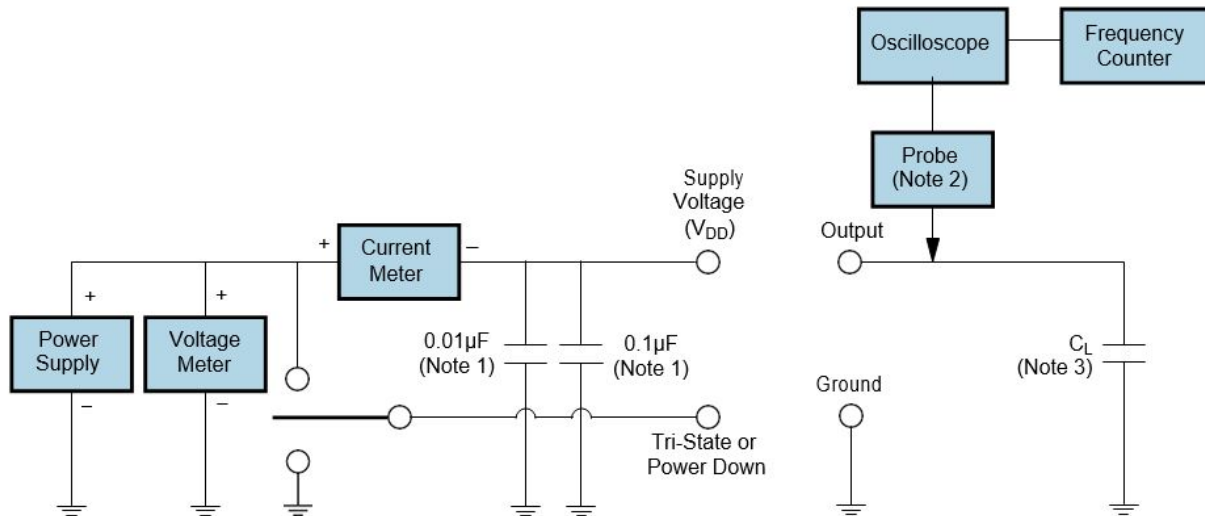 Oscilloscope
Frequency
Counter
Probe
(Note 2)
Supply
Voltage
(VDD)
Output
+
Current
Meter
–
+
Power
Supply
–
+
Voltage
Meter
–
0.01µF
(Note 1)
0.1µF
(Note 1)
CL
(Note 3)
Ground
Tri-State or
Power Down